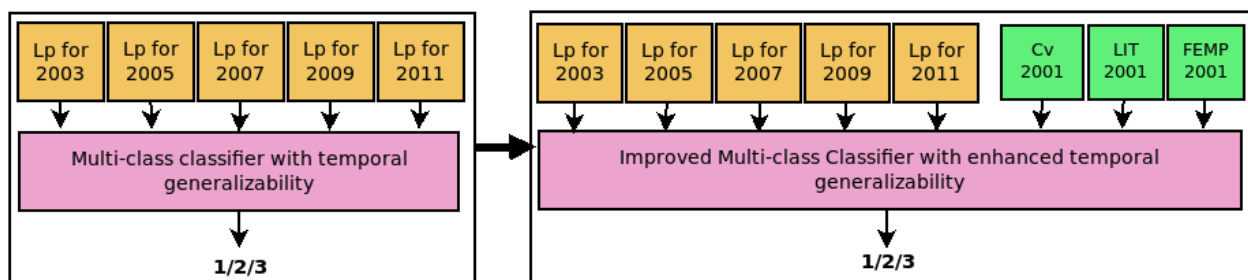 Lp for
2003
Lp for
2005
Lp for
2007
Lp for
2009
Lp for
2011
Multi-class classifier with temporal
generalizability
1/2/3
Lp for
2003
Lp for
2005
Lp for
2007
Lp for
2009
Lp for
2011
Cv
2001
LIT
2001
FEMP
2001
Improved Multi-class Classifier with enhanced temporal
generalizability
1/2/3